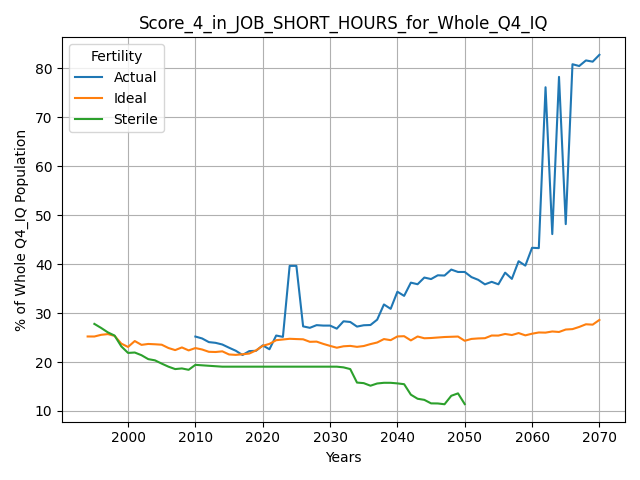 Score_4_in_JOB_SHORT_HOURS_for_Whole_Q4_IQ
Fertility
Actual
Ideal
Sterile
% of Whole Q4_IQ Population
80
70
60
50
40
30
20
10
2000 2010 2020 2030 2040 2050 2060 2070
Years